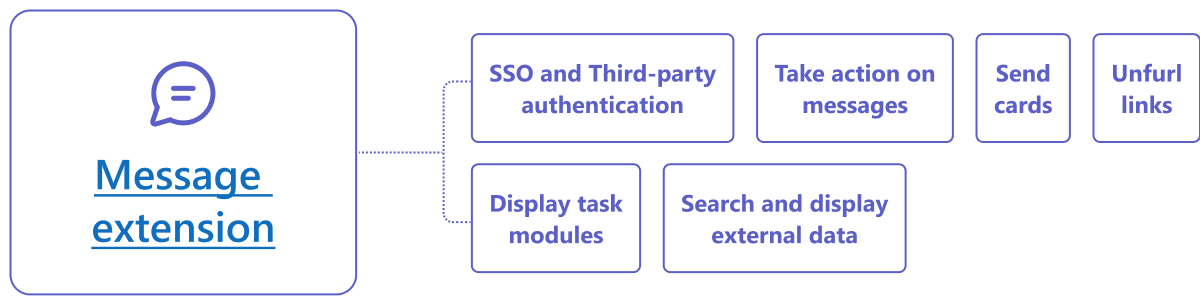 Message
extension
SSO and Third-party
authentication
Take action on
messages
Send
cards
Unfurl
links
Display task
modules
Search and display
external data